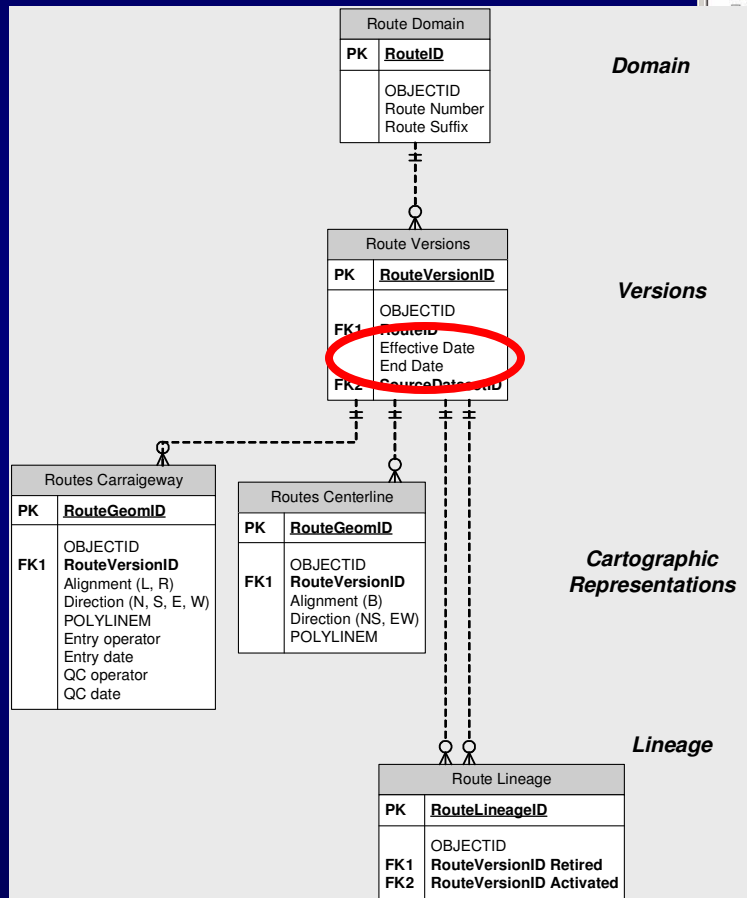 Route Domain
PK RouteID
OBJECTID
Route Number
Route Suffix
Domain
Route Versions
PK RouteVersionID
OBJECTID
FK1 RouteID
Effective Date
End Date
FK2 SourceDatasetID
Versions
Routes Carraigeway
PK RouteGeomID
OBJECTID
FK1 RouteVersionID
Alignment (L, R)
Direction (N, S, E, W)
POLYLINEM
Entry operator
Entry date
QC operator
QC date
Routes Centerline
PK RouteGeomID
OBJECTID
FK1 RouteVersionID
Alignment (B)
Direction (NS, EW)
POLYLINEM
Cartographic
Representations
Lineage
Route Lineage
PK RouteLineageID
OBJECTID
FK1 RouteVersionID Retired
FK2 RouteVersionID Activated